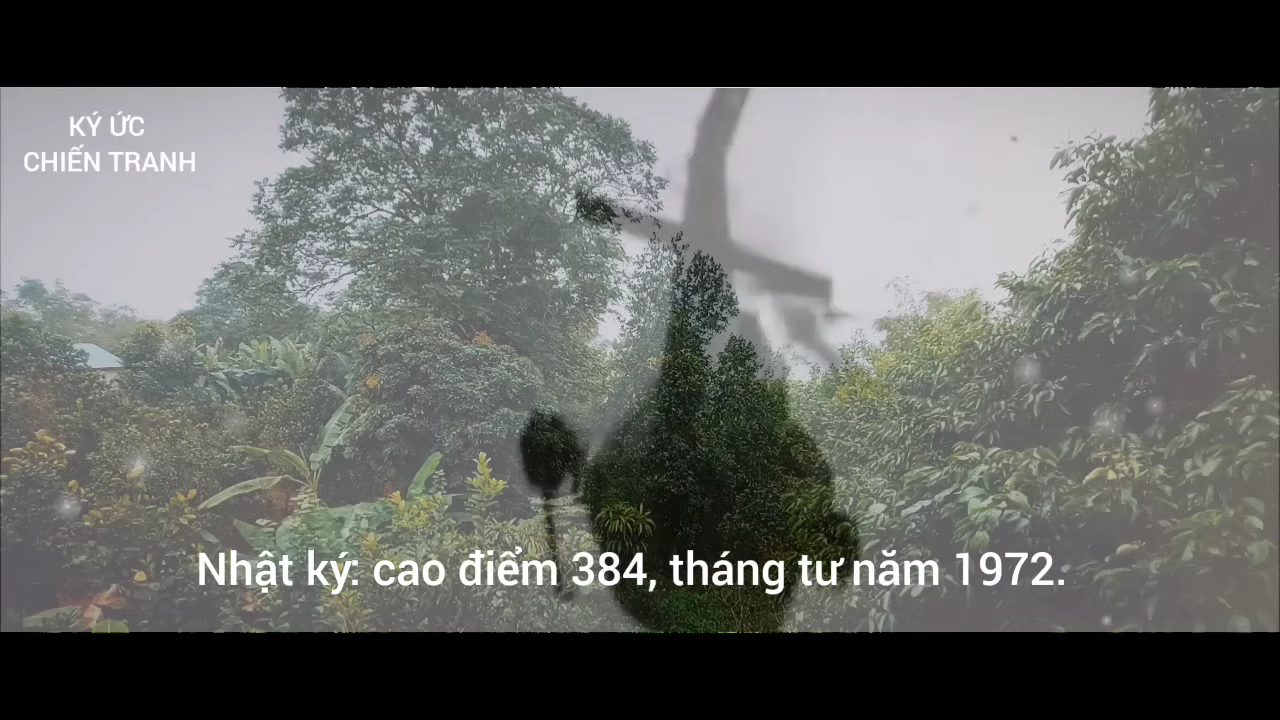 KÝ ỨC
CHIẾN TRANH
Nhật ký: cao điểm 384, tháng tư năm 1972.